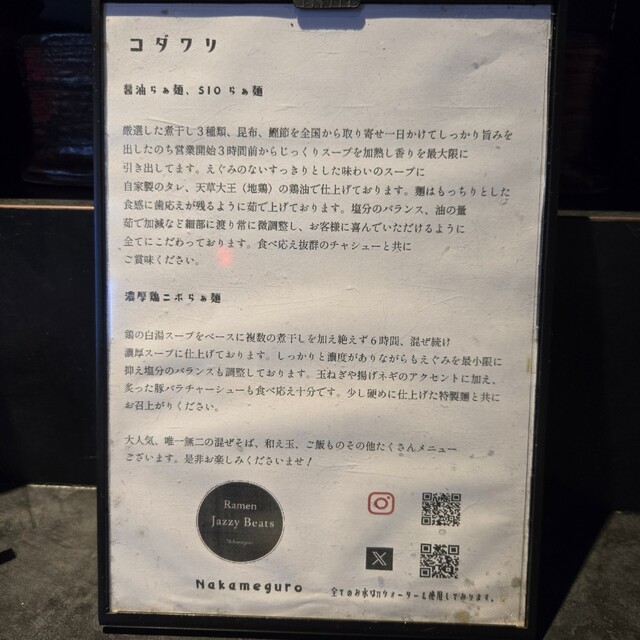 コダワリ
醤油らぁ麺、SIOらぁ麺
厳選した煮干し３種類、昆布、鰹節を全国から取り寄せ一日かけてしっかり旨みを
出したのち営業開始３時間前からじっくりスープを加熱し香りを最大限に
引き出してます。えぐみのないすっきりとした味わいのスープに
自家製のタレ、天草大王（地鶏）の鶏油で仕上げております。麺はもっちりとした
食感に歯応えが残るように茹で上げております。塩分のバランス、油の量
茹で加減など細部に渡り常に微調整し、お客様に喜んでいただけるように
全てにこだわっております。食べ応え抜群のチャシューと共に
ご賞味ください。
濃厚鶏ニボらぁ麺
鶏の白湯スープをベースに複数の煮干しを加え絶えず６時間、混ぜ続け
濃厚スープに仕上げております。しっかりと濃度がありながらもえぐみを最小限に
抑え塩分のバランスも調整しております。玉ねぎや揚げネギのアクセントに加え、
炙った豚バラチャーシューも食べ応え十分です。少し硬めに仕上げた特製麺と共に
お召上がりください。
大人気、唯一無二の混ぜそば、和え玉、ご飯ものその他たくさんメニュー
ございます。是非お楽しみくださいませ！
Ramen
Jazzy Beats
Nakameguro
Nakameguro
全てのお水はπウォーターを使用しております。